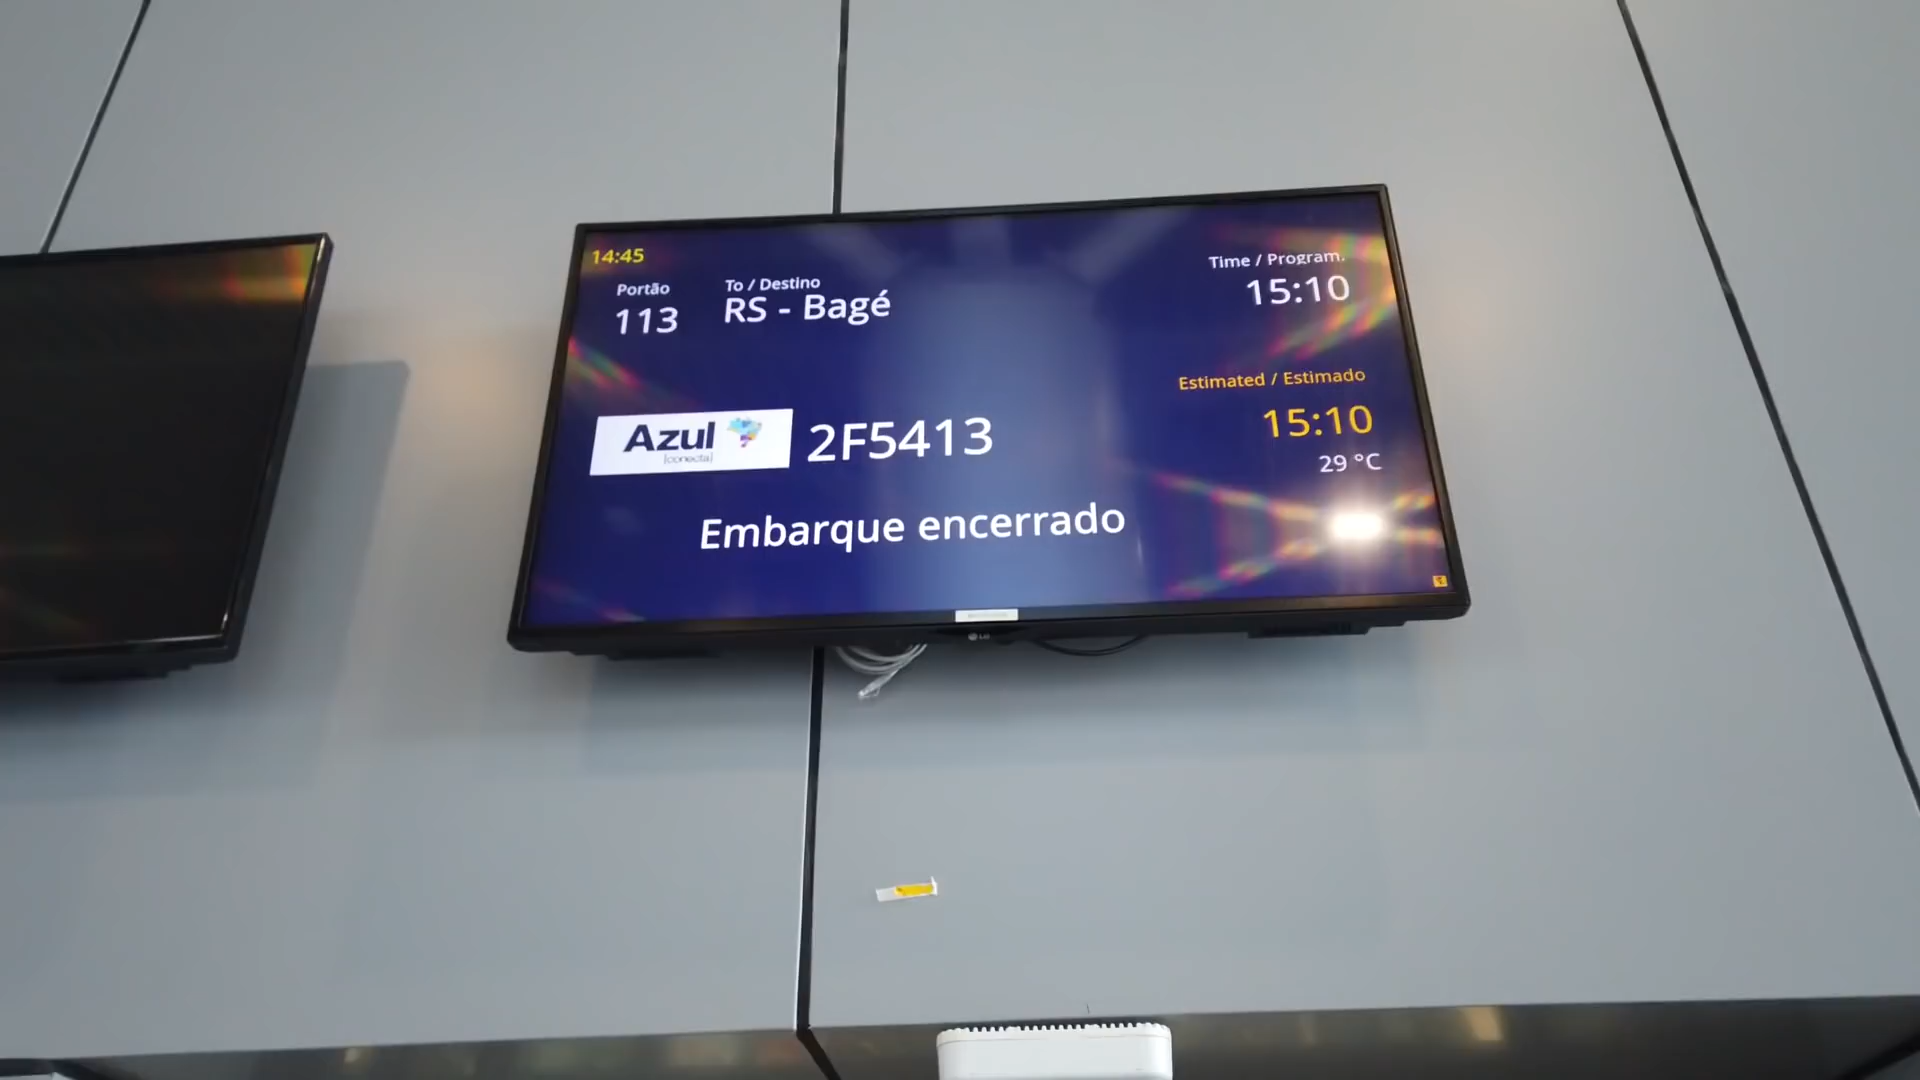 14:45
Portão
113
To / Destino
RS - Bagé
Time / Program.
15:10
Estimated / Estimado
15:10
29 °C
Azul
[conecta]
2F5413
Embarque encerrado
LG